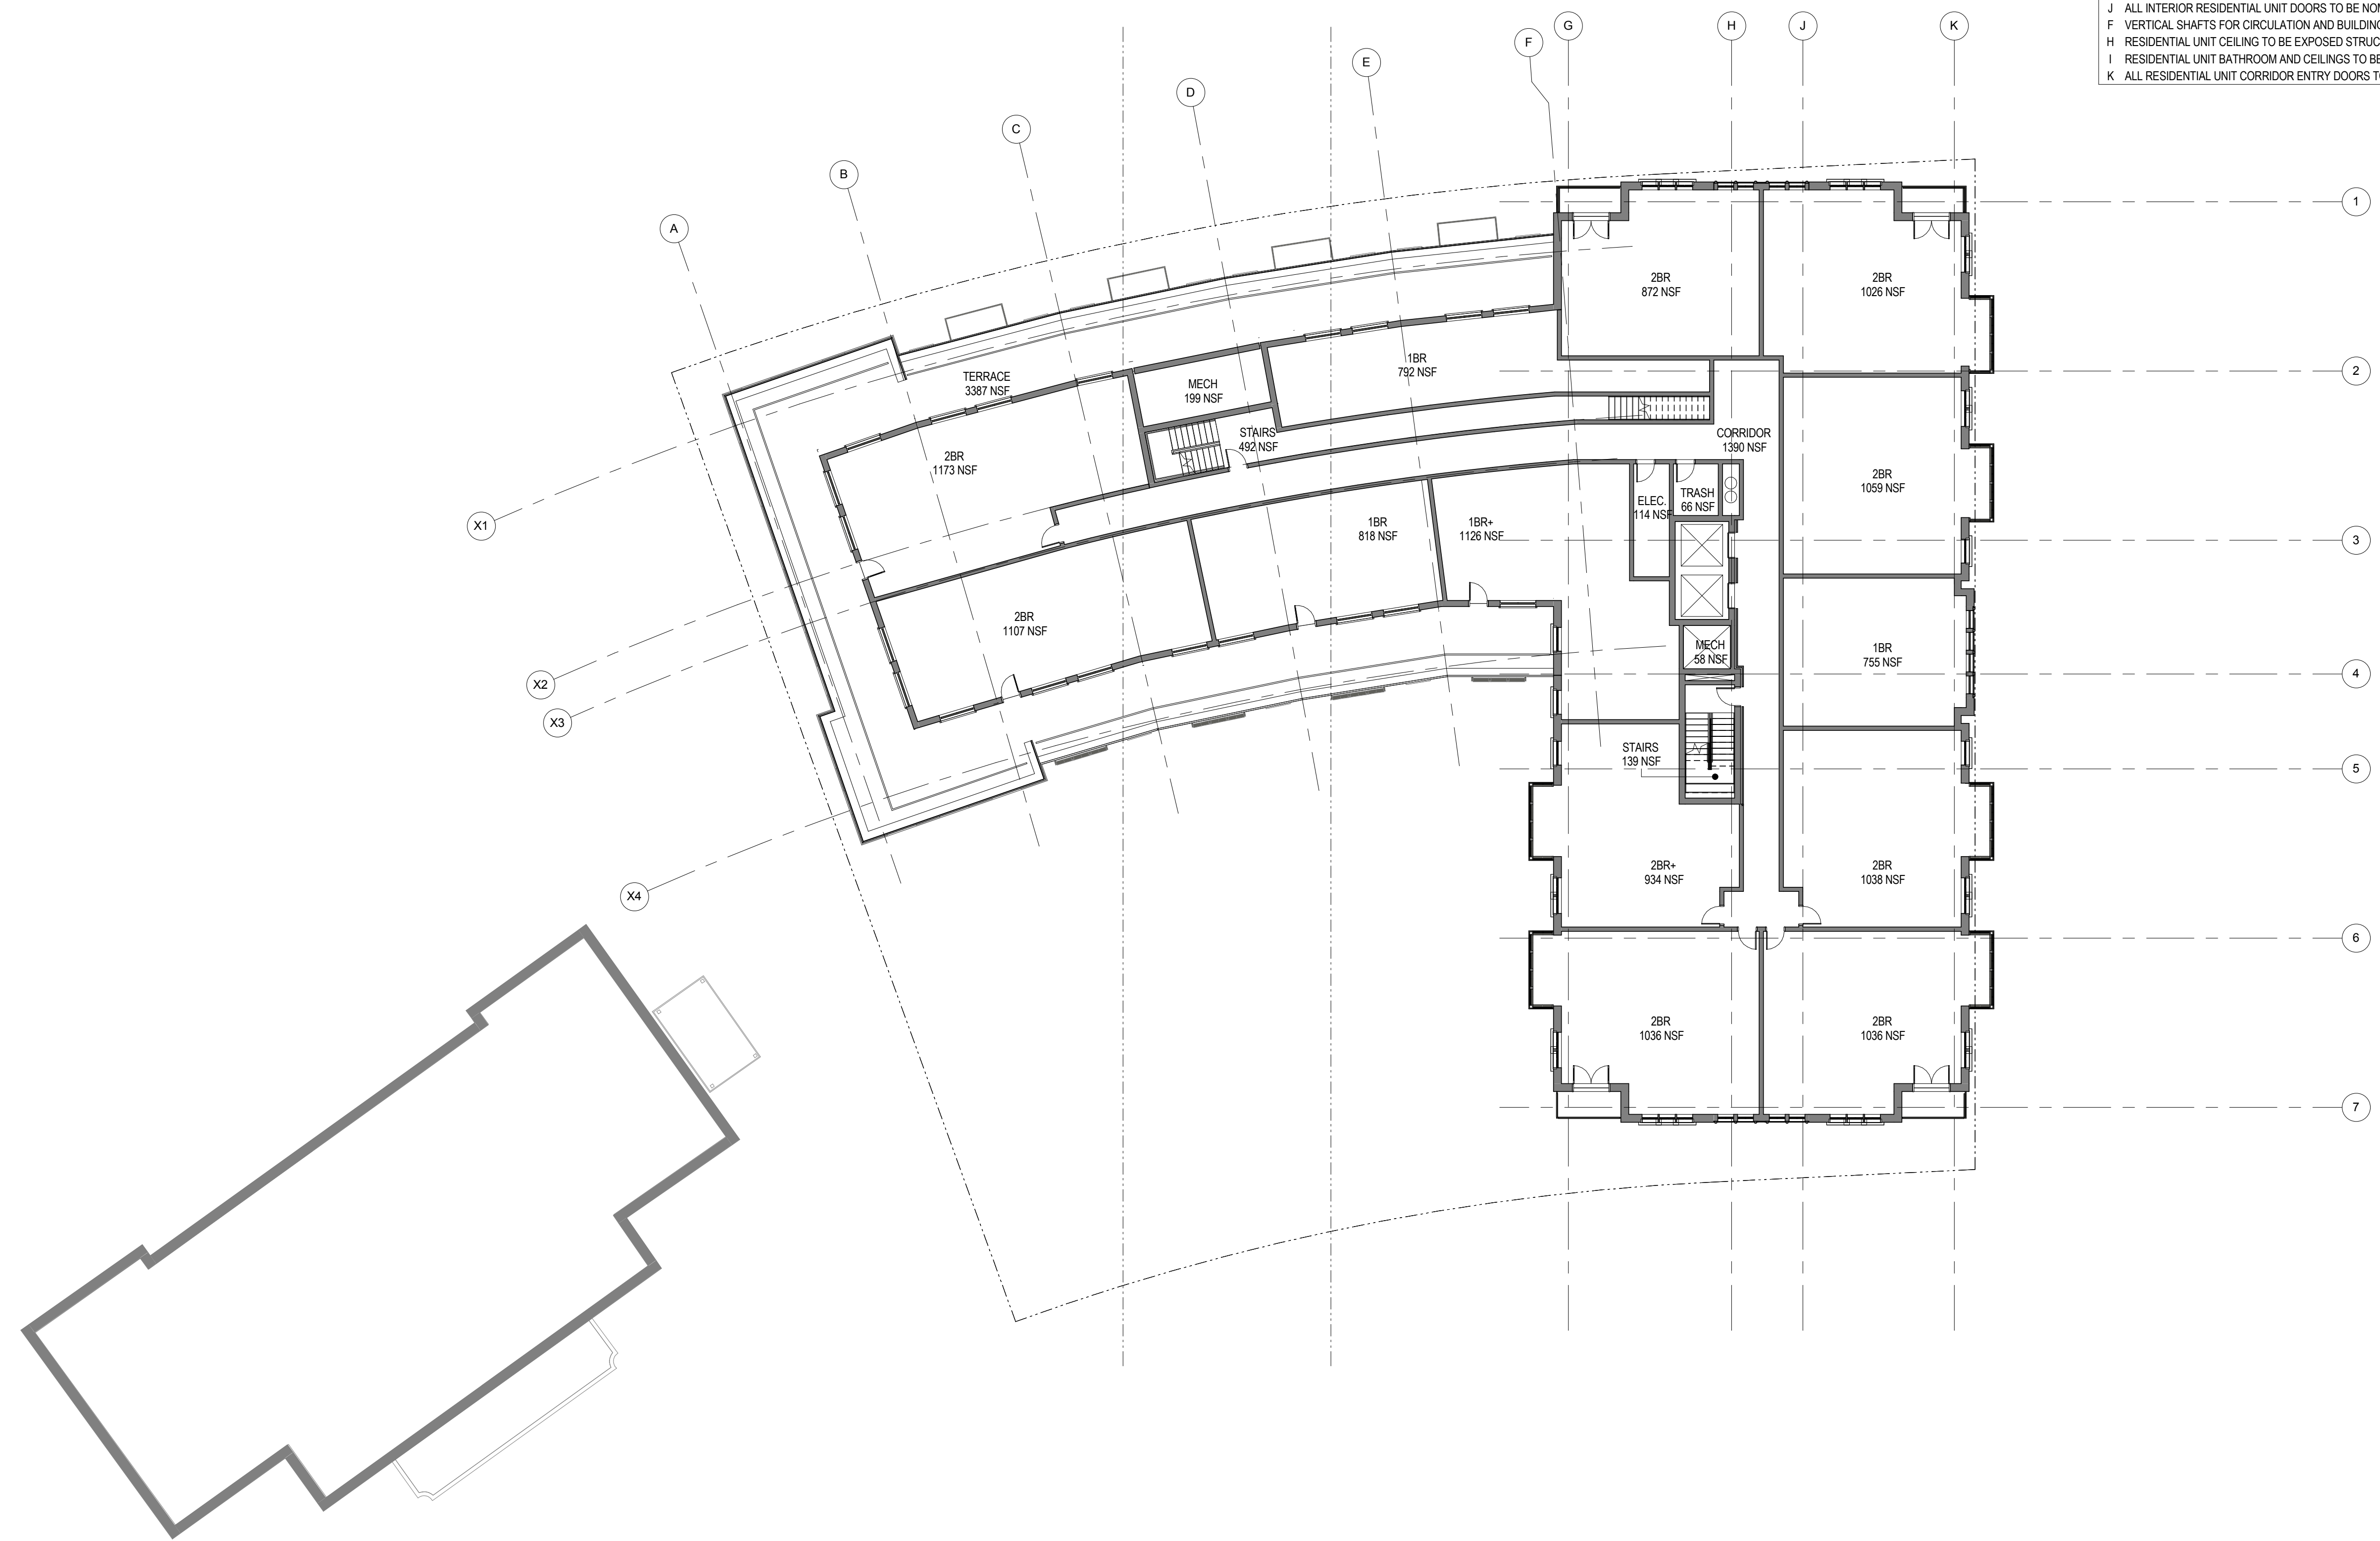 J ALL INTERIOR RESIDENTIAL UNIT DOORS TO BE
F VERTICAL SHAFTS FOR CIRCULATION AND
H RESIDENTIAL UNIT CEILING TO BE EXPOSED
I RESIDENTIAL UNIT BATHROOM AND CEILINGS TO
K ALL RESIDENTIAL UNIT CORRIDOR ENTRY DOORS
G
H
J
K
F
E
D
C
B
A
1
2
3
4
5
6
7
X1
X2
X3
X4
2BR
872 NSF
2BR
1026 NSF
1BR
792 NSF
TERRACE
3387 NSF
MECH
199 NSF
STAIRS
492 NSF
CORRIDOR
1390 NSF
2BR
1173 NSF
2BR
1059 NSF
ELEC.
114 NSF
TRASH
66 NSF
1BR
818 NSF
1BR+
1126 NSF
2BR
1107 NSF
MECH
58 NSF
1BR
755 NSF
STAIRS
139 NSF
2BR+
934 NSF
2BR
1038 NSF
2BR
1036 NSF
2BR
1036 NSF